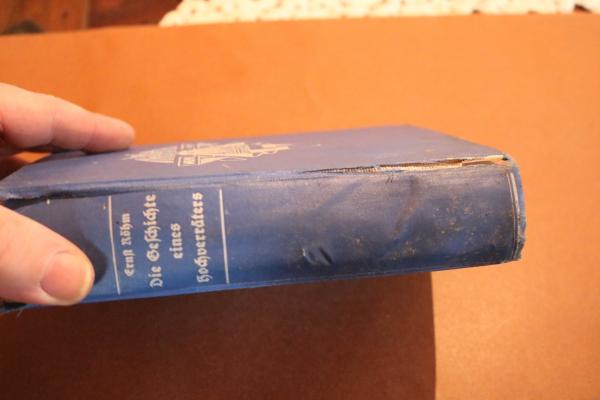 Ernst Röhm
Die Geschichte
eines
Hochverräters